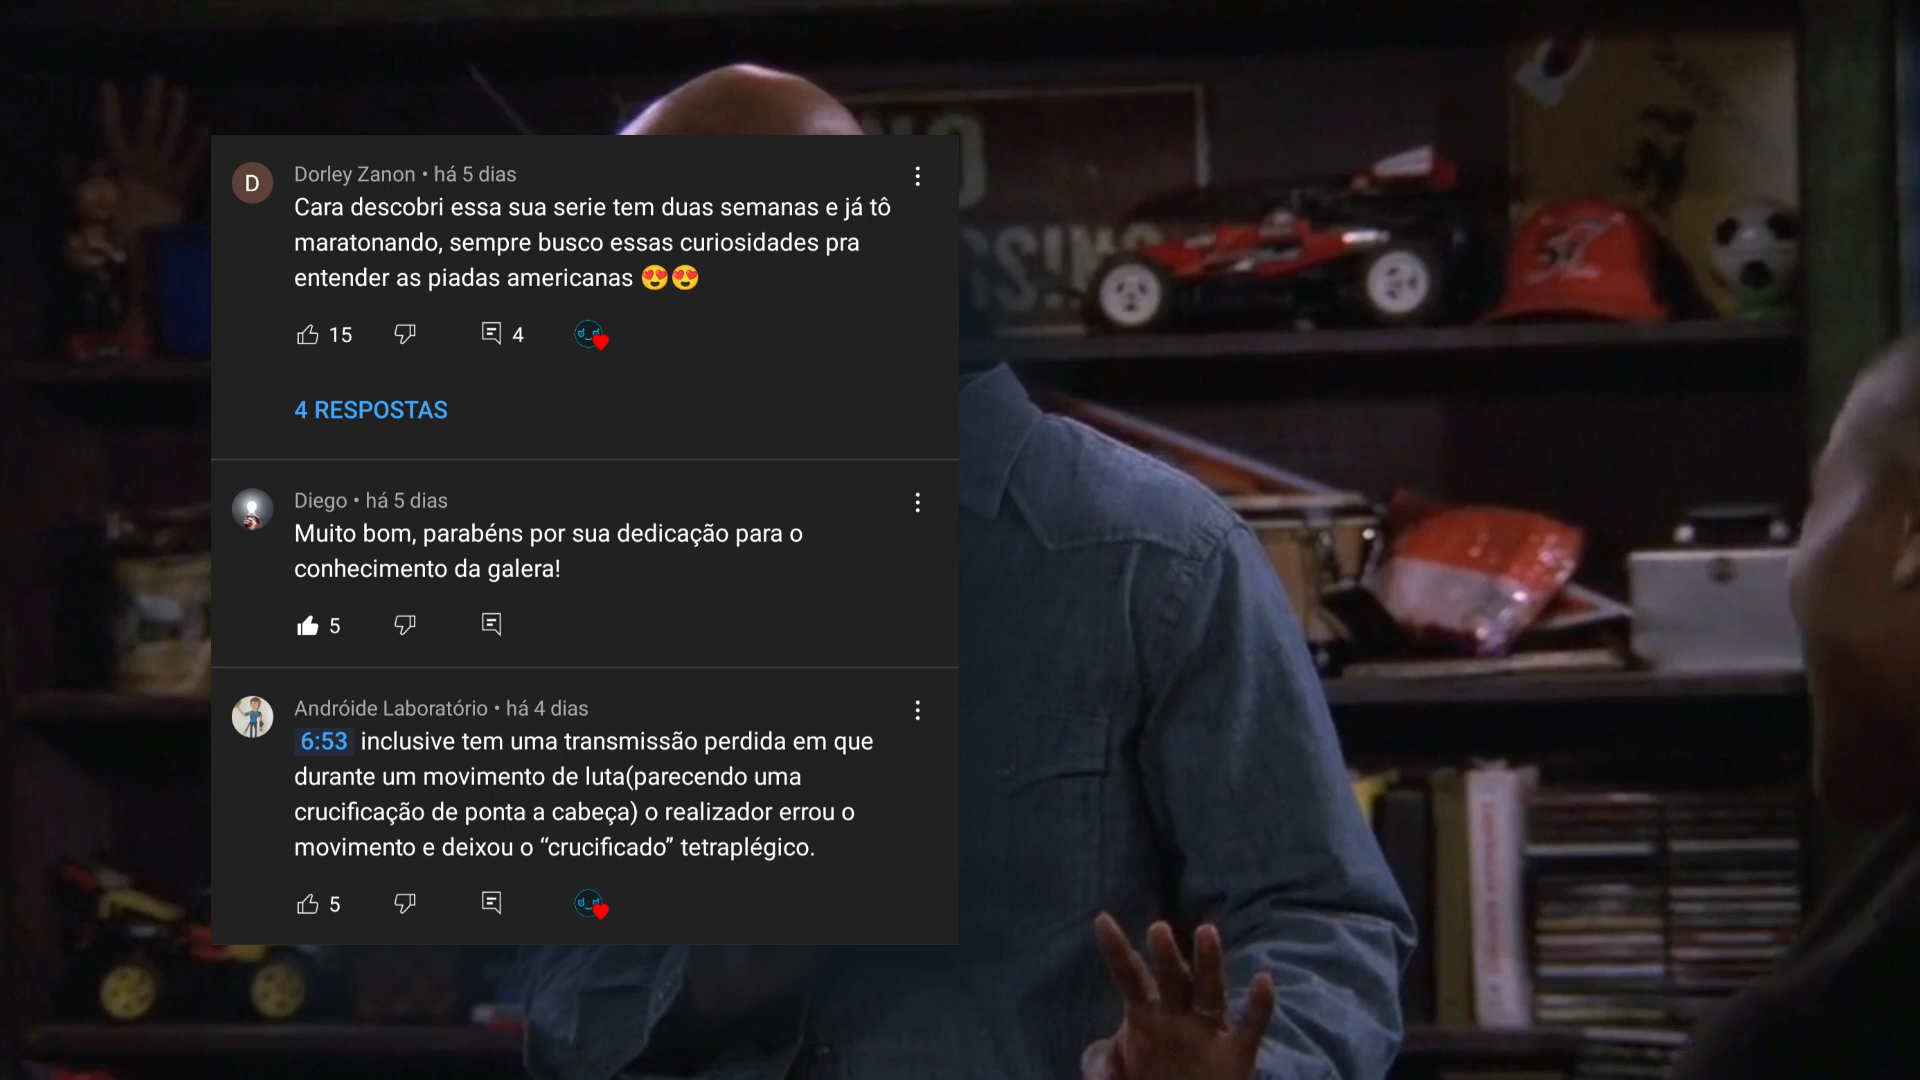 D
Dorley Zanon • há 5 dias
Cara descobri essa sua serie tem duas semanas e já tô
maratonando, sempre busco essas curiosidades pra
entender as piadas americanas 😍😍
15
4
4 RESPOSTAS
Diego • há 5 dias
Muito bom, parabéns por sua dedicação para o
conhecimento da galera!
5
Andróide Laboratório • há 4 dias
6:53 inclusive tem uma transmissão perdida em que
durante um movimento de luta(parecendo uma
crucificação de ponta a cabeça) o realizador errou o
movimento e deixou o “crucificado” tetraplégico.
5
57